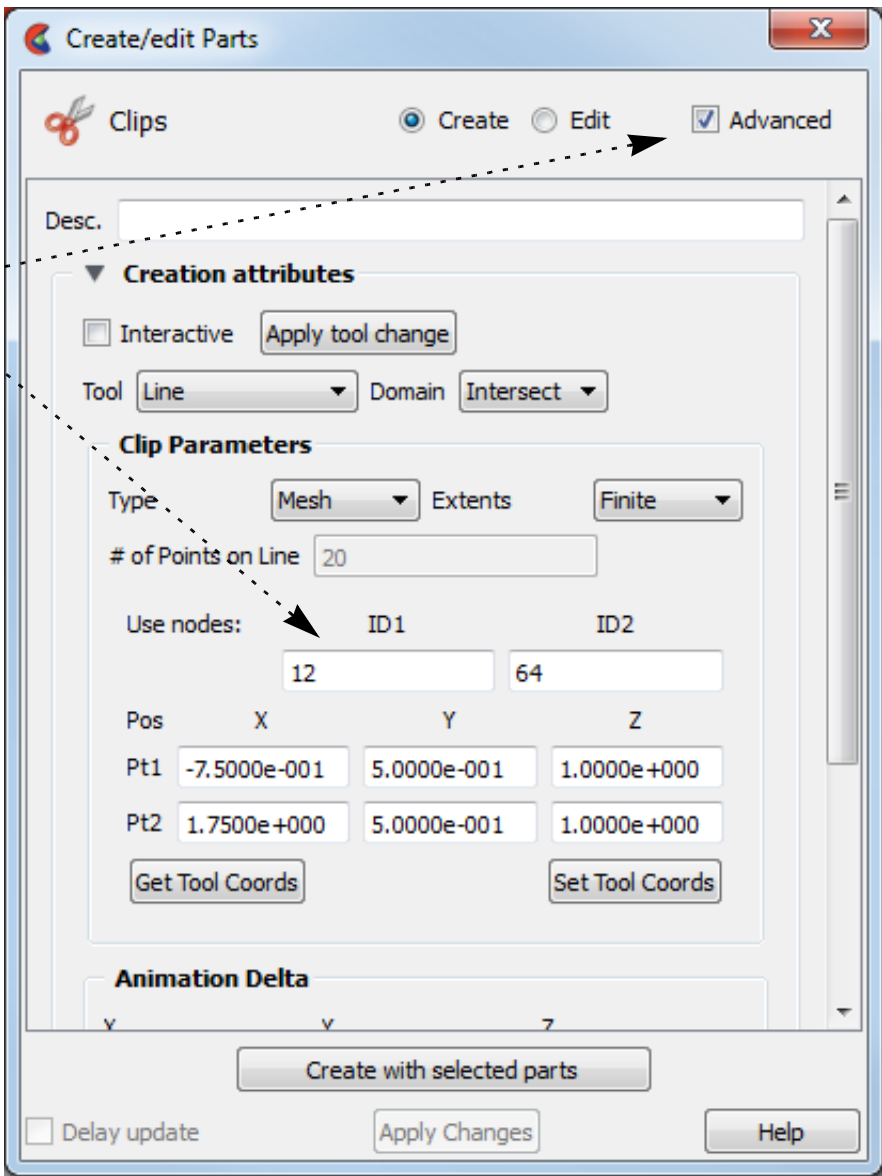 Create/edit Parts
X
Clips Create Edit Advanced
Desc.
Creation attributes
Interactive Apply tool change
Tool Line Domain Intersect
Clip Parameters
Type Mesh Extents Finite
# of Points on Line 20
Use nodes: ID1 ID2
12 64
Pos X Y Z
Pt1 -7.5000e-001 5.0000e-001 1.0000e+000
Pt2 1.7500e+000 5.0000e-001 1.0000e+000
Get Tool Coords Set Tool Coords
Animation Delta
X Y Z
Create with selected parts
Delay update Apply Changes Help